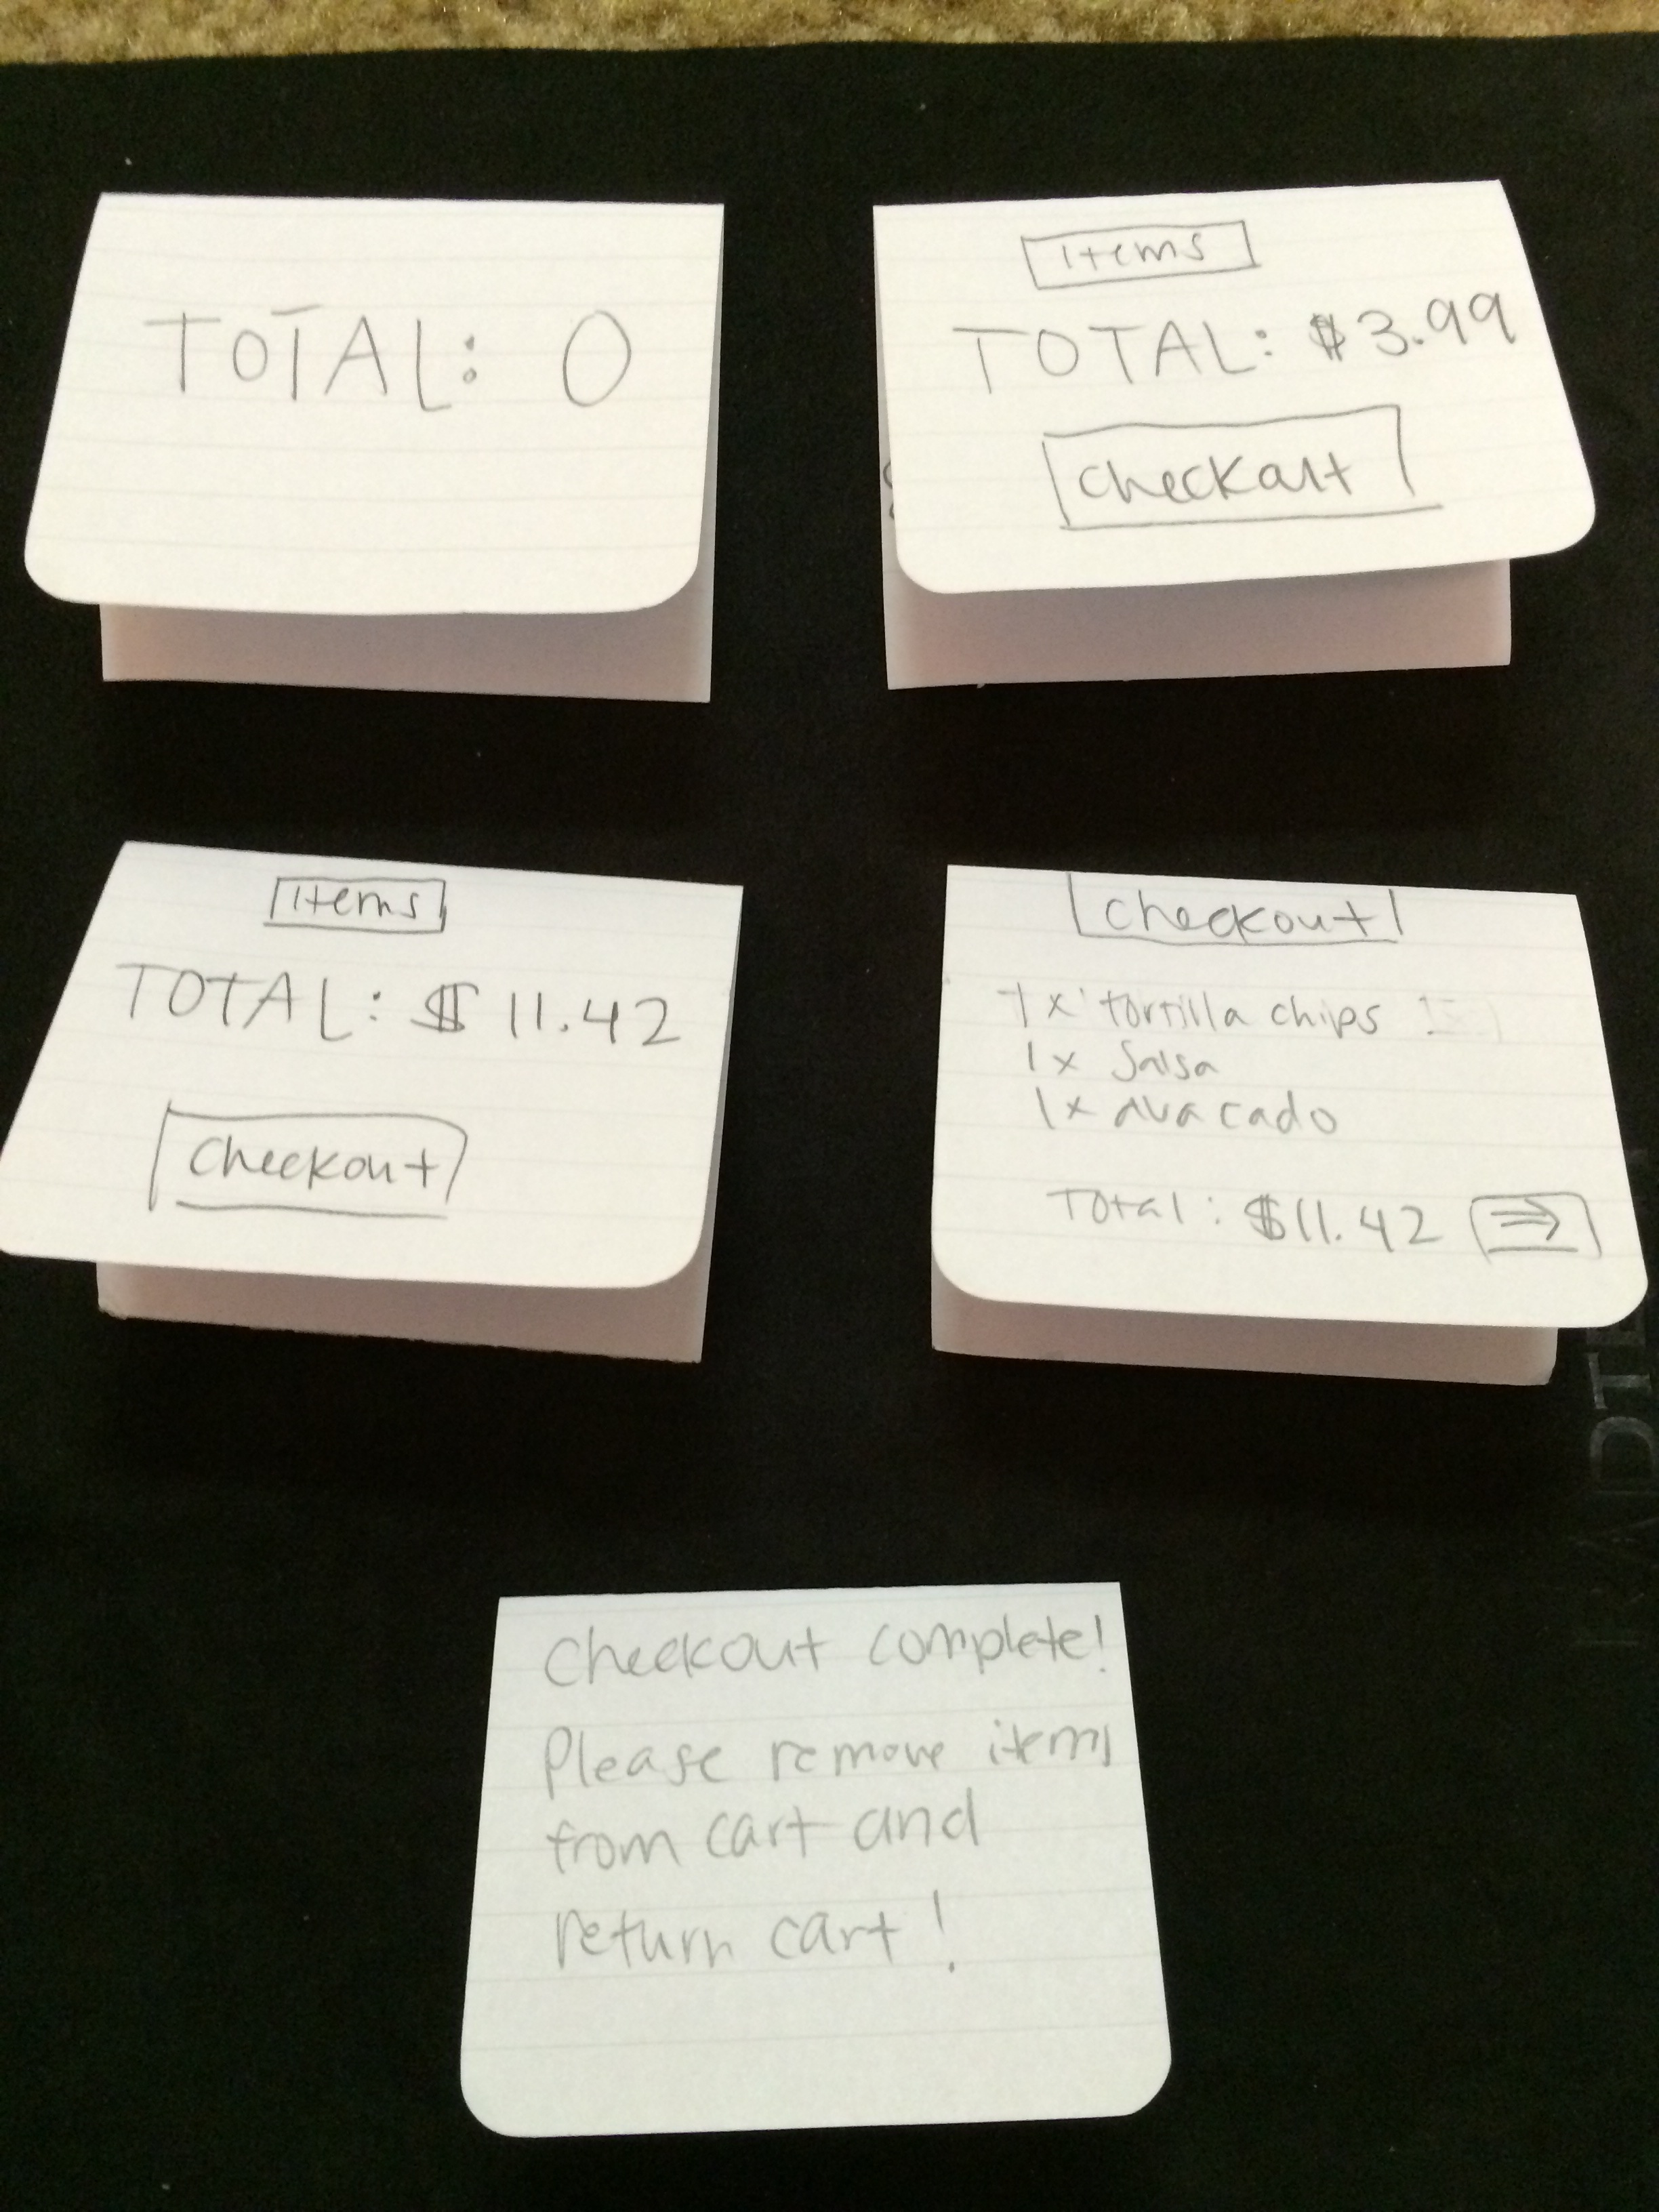 TOTAL: 0
Items
TOTAL: $3.99
Checkout
Items
TOTAL: $11.42
Checkout
Checkout
1x tortilla chips
1x Salsa
1x avacado
Total: $11.42 ⇒
Checkout complete!
Please remove items
from cart and
return cart!